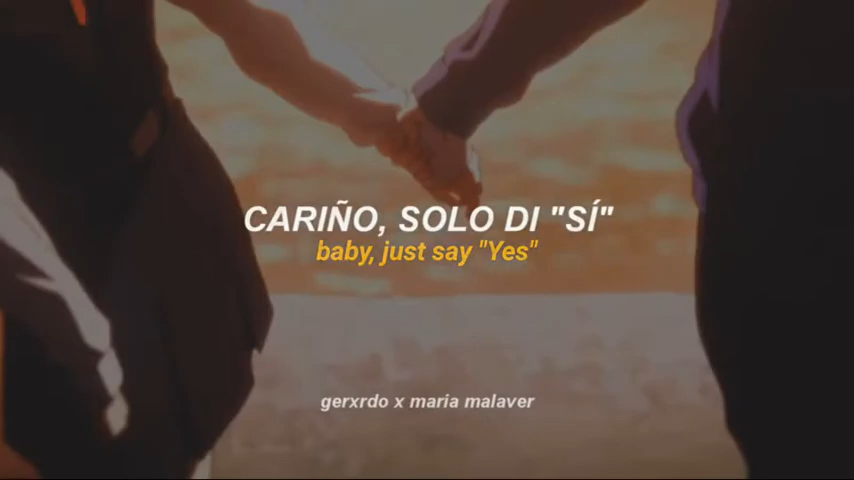 CARIÑO, SOLO DI "SÍ"
baby, just say "Yes"
gerxrdo x maria malaver